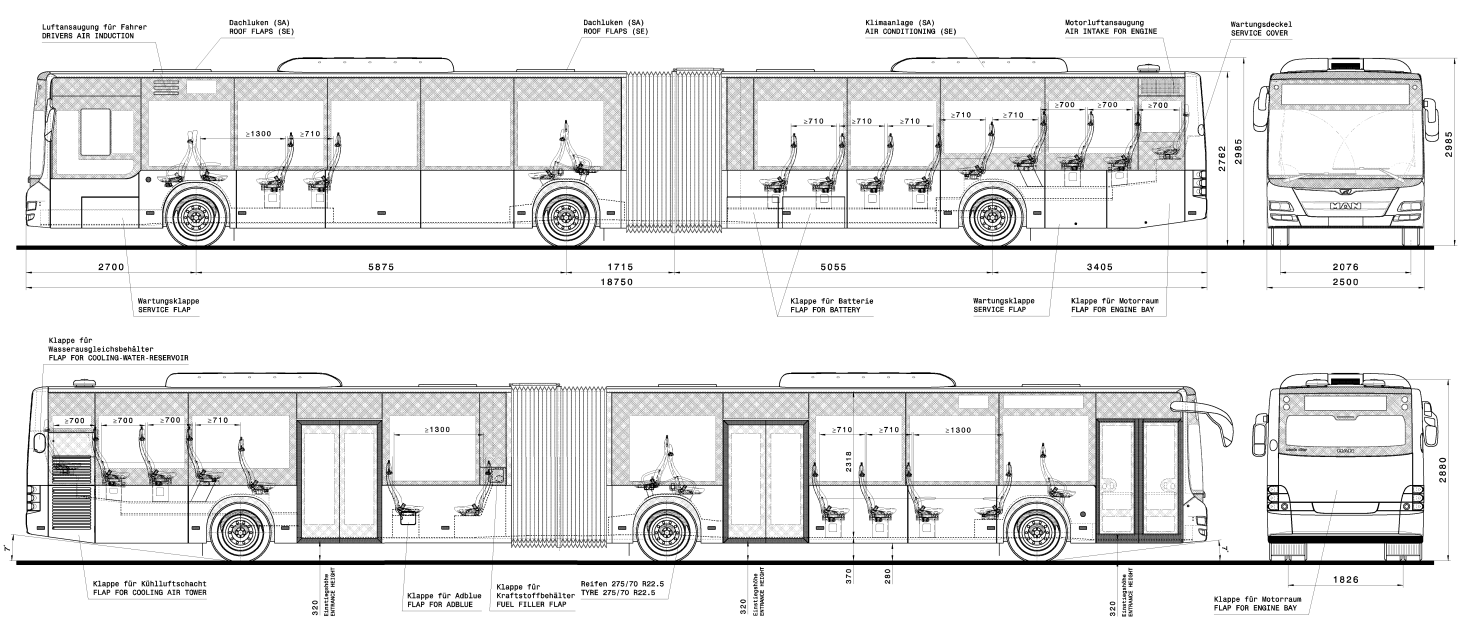 Luftansaugung für Fahrer
DRIVERS AIR INDUCTION
Dachluken (SA)
ROOF FLAPS (SE)
Dachluken (SA)
ROOF FLAPS (SE)
Klimaanlage (SA)
AIR CONDITIONING (SE)
Motorluftansaugung
AIR INTAKE FOR ENGINE
Wartungsdeckel
SERVICE COVER
≥1300
≥710
≥710
≥710
≥710
≥710
≥710
≥700
≥700
≥700
2762
2985
2985
MAN
2700
5875
1715
5055
3405
18750
2076
2500
Wartungsklappe
SERVICE FLAP
Klappe für Batterie
FLAP FOR BATTERY
Wartungsklappe
SERVICE FLAP
Klappe für Motorraum
FLAP FOR ENGINE BAY
Klappe für
Wasserausgleichsbehälter
FLAP FOR COOLING-WATER-RESERVOIR
≥700
≥700
≥700
≥710
≥1300
≥710
≥710
≥1300
2318
2880
7°
7°
Klappe für Kühlluftschacht
FLAP FOR COOLING AIR TOWER
320
Einstiegshöhe
ENTRANCE HEIGHT
Klappe für Adblue
FLAP FOR ADBLUE
Klappe für
Kraftstoffbehälter
FUEL FILLER FLAP
Reifen 275/70 R22.5
TYRE 275/70 R22.5
320
Einstiegshöhe
ENTRANCE HEIGHT
370
280
320
Einstiegshöhe
ENTRANCE HEIGHT
1826
Klappe für Motorraum
FLAP FOR ENGINE BAY